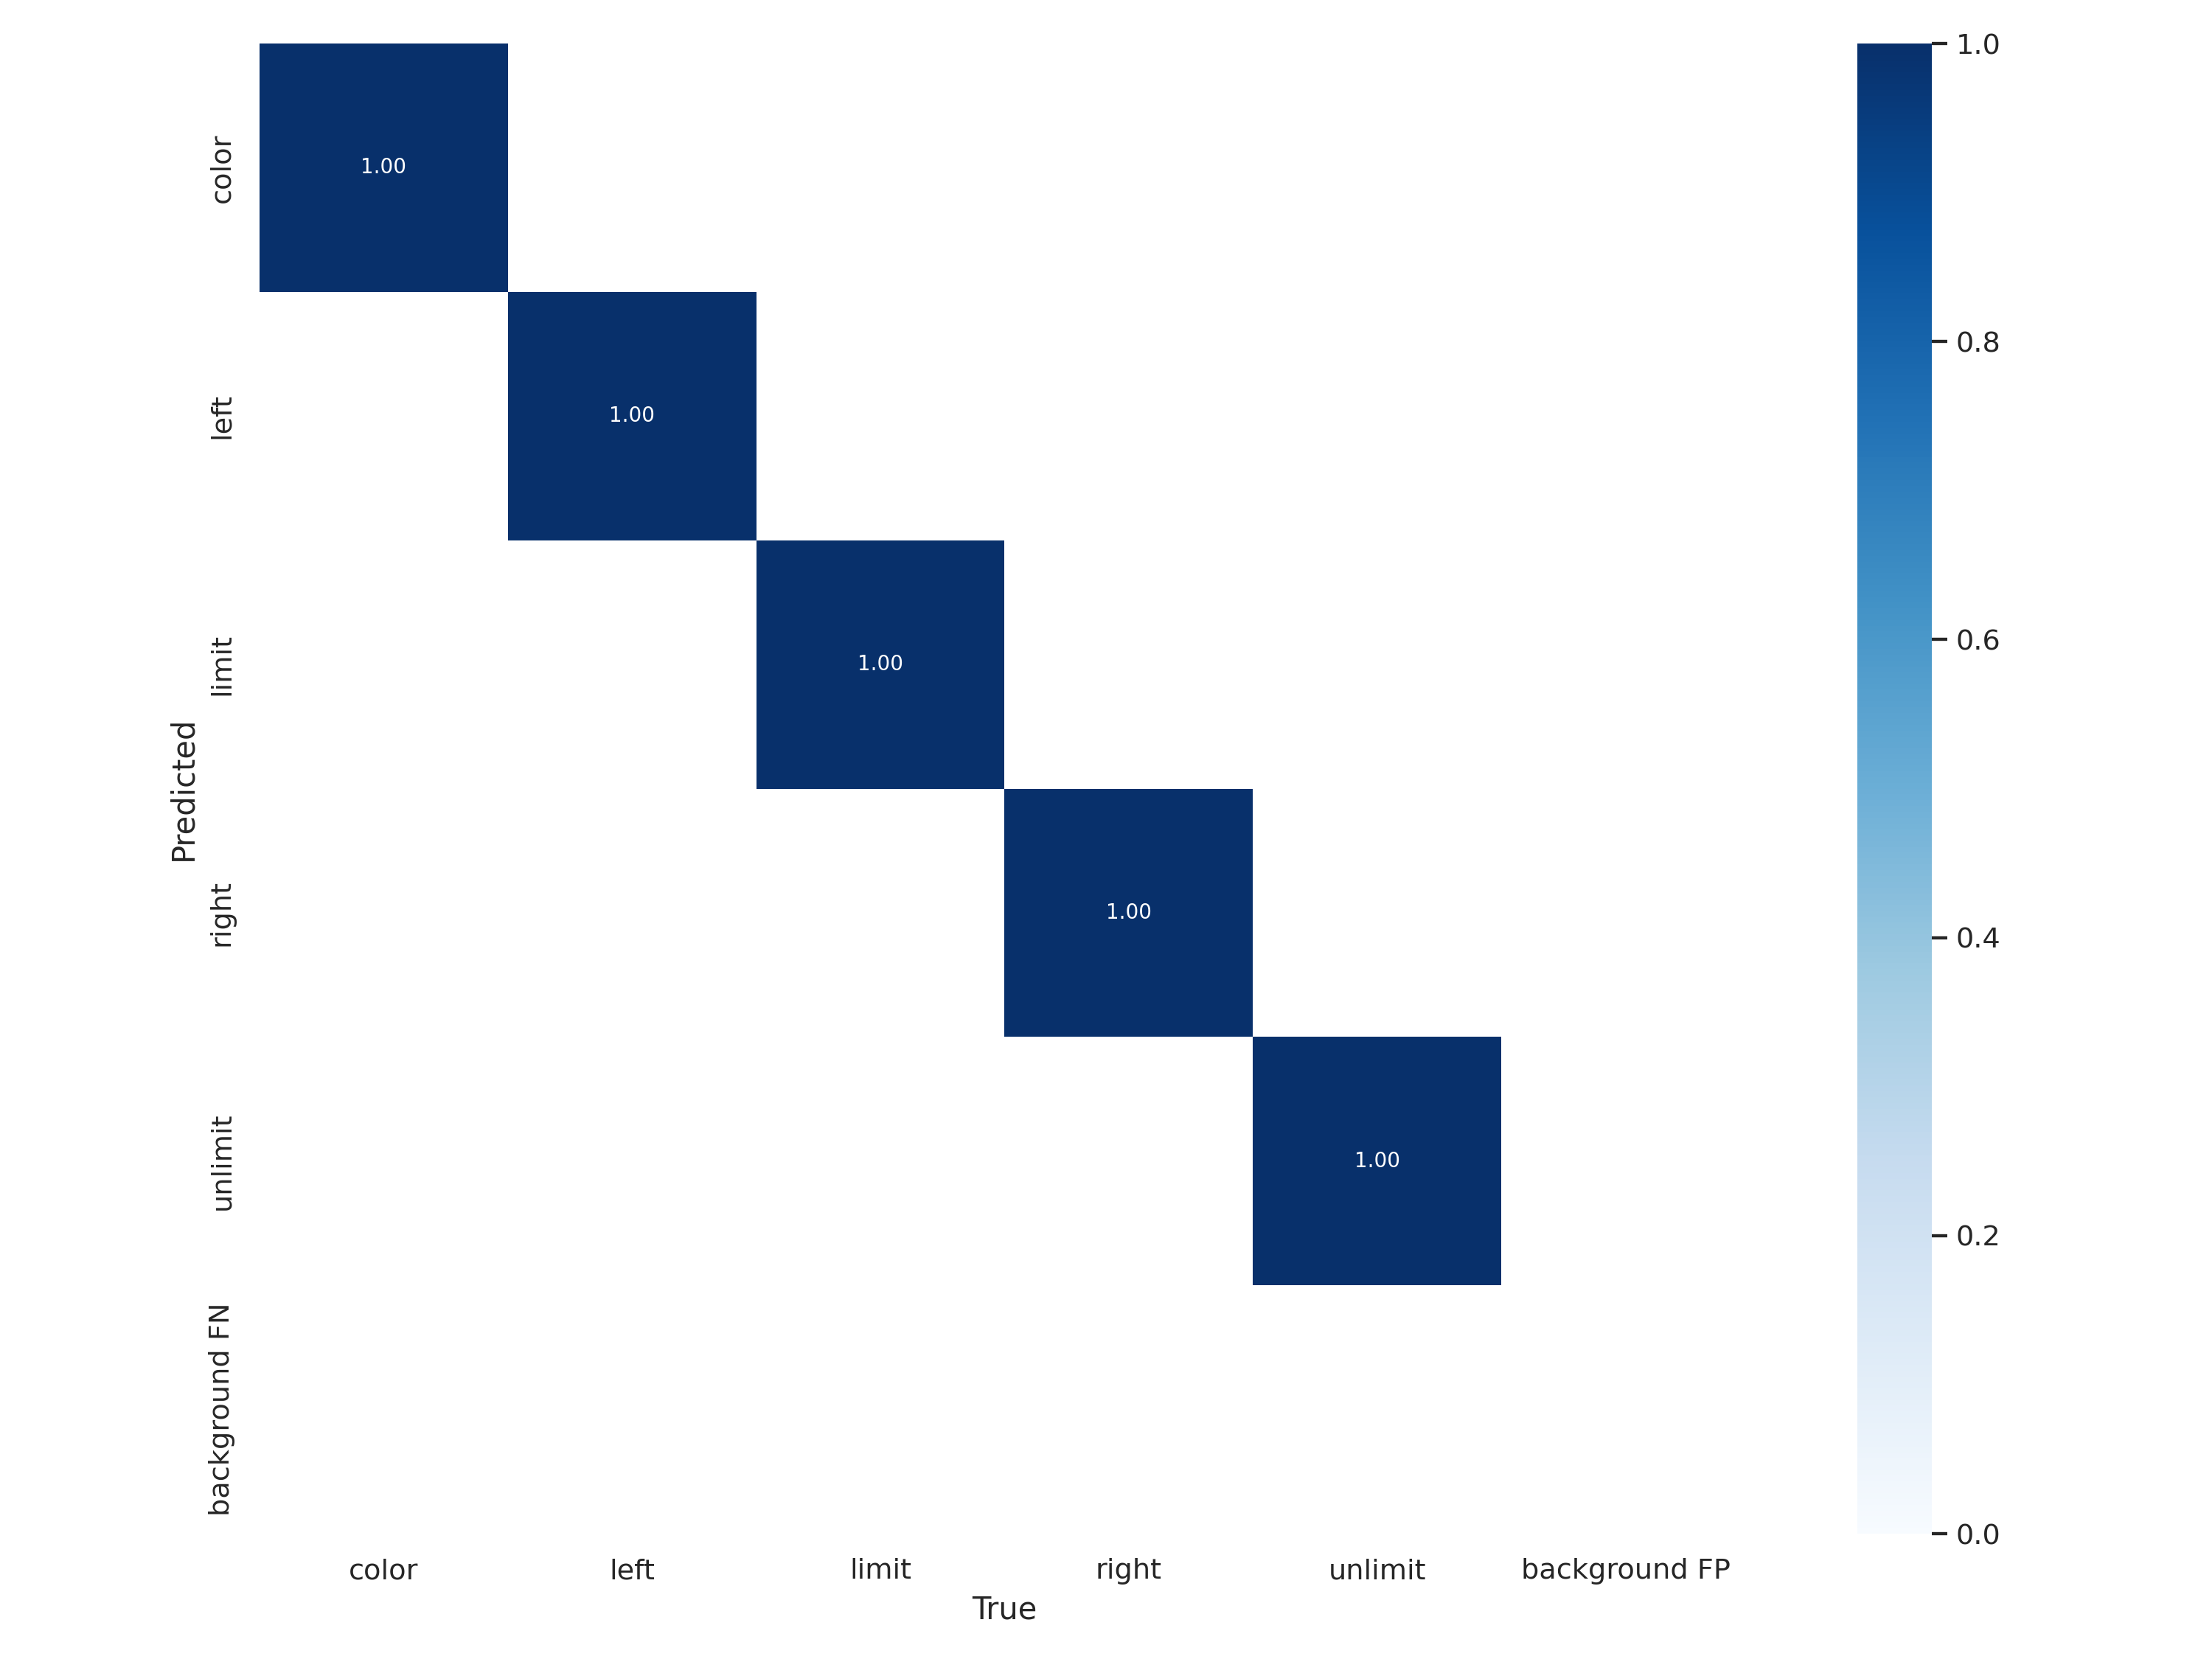 Predicted
color
left
limit
right
unlimit
background FN
1.00
1.00
1.00
1.00
1.00
color left limit right unlimit background FP
True
1.0
0.8
0.6
0.4
0.2
0.0